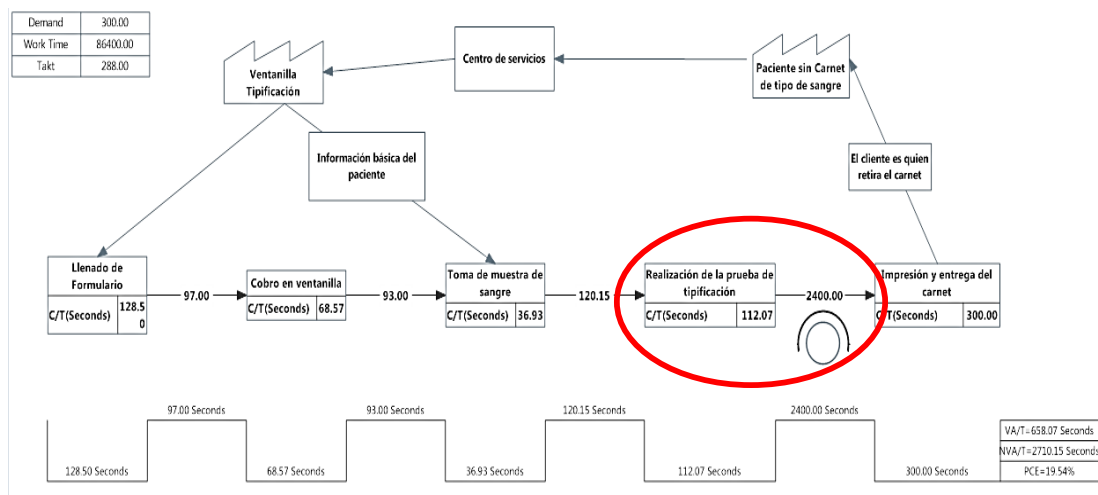 Demand 300.00
Work Time 86400.00
Takt 288.00
Ventanilla
Tipificación
Centro de servicios
Paciente sin Carnet
de tipo de sangre
Información básica del
paciente
El cliente es quien
retira el carnet
Llenado de
Formulario
C/T(Seconds) 128.5
0
97.00
Cobro en ventanilla
C/T(Seconds) 68.57
93.00
Toma de muestra de
sangre
C/T(Seconds) 36.93
120.15
Realización de la prueba de
tipificación
C/T(Seconds) 112.07
2400.00
Impresión y entrega del
carnet
C/T(Seconds) 300.00
97.00 Seconds
93.00 Seconds
120.15 Seconds
2400.00 Seconds
128.50 Seconds
68.57 Seconds
36.93 Seconds
112.07 Seconds
300.00 Seconds
VA/T=658.07 Seconds
NVA/T=2710.15 Seconds
PCE=19.54%